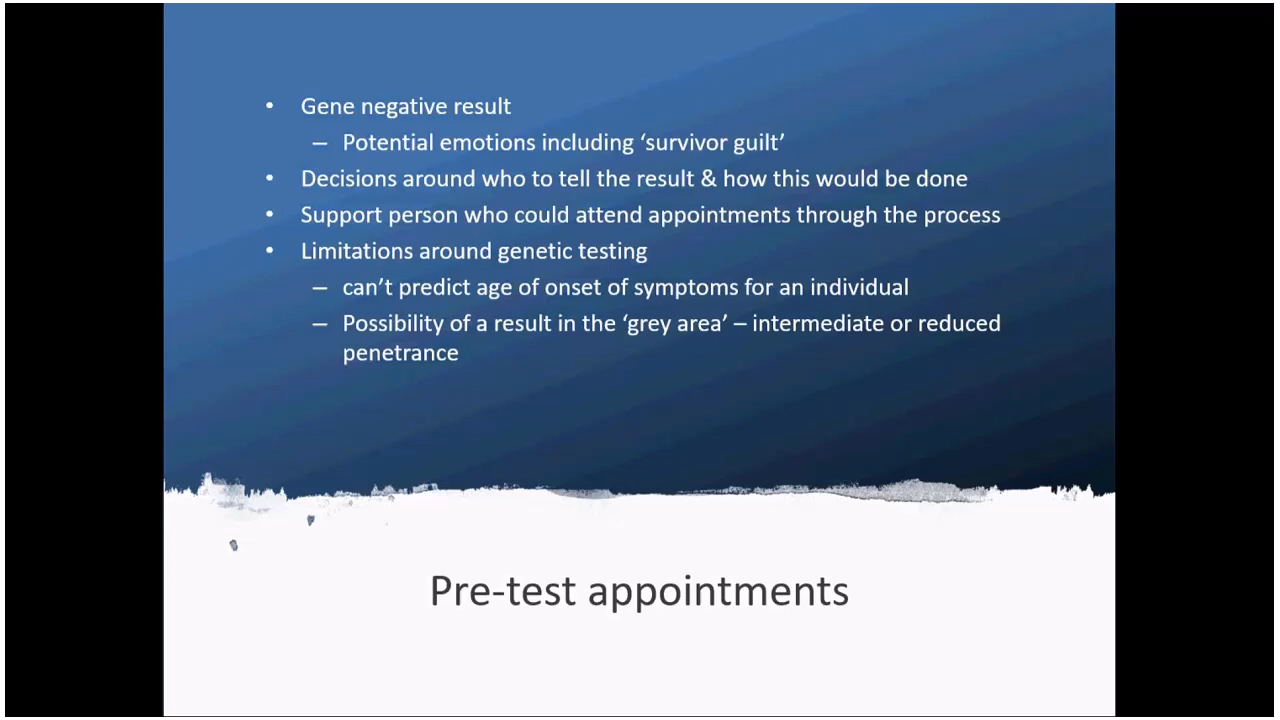 • Gene negative result
– Potential emotions including ‘survivor guilt’
• Decisions around who to tell the result & how this would be done
• Support person who could attend appointments through the process
• Limitations around genetic testing
– can’t predict age of onset of symptoms for an individual
– Possibility of a result in the ‘grey area’ – intermediate or reduced
penetrance
Pre-test appointments